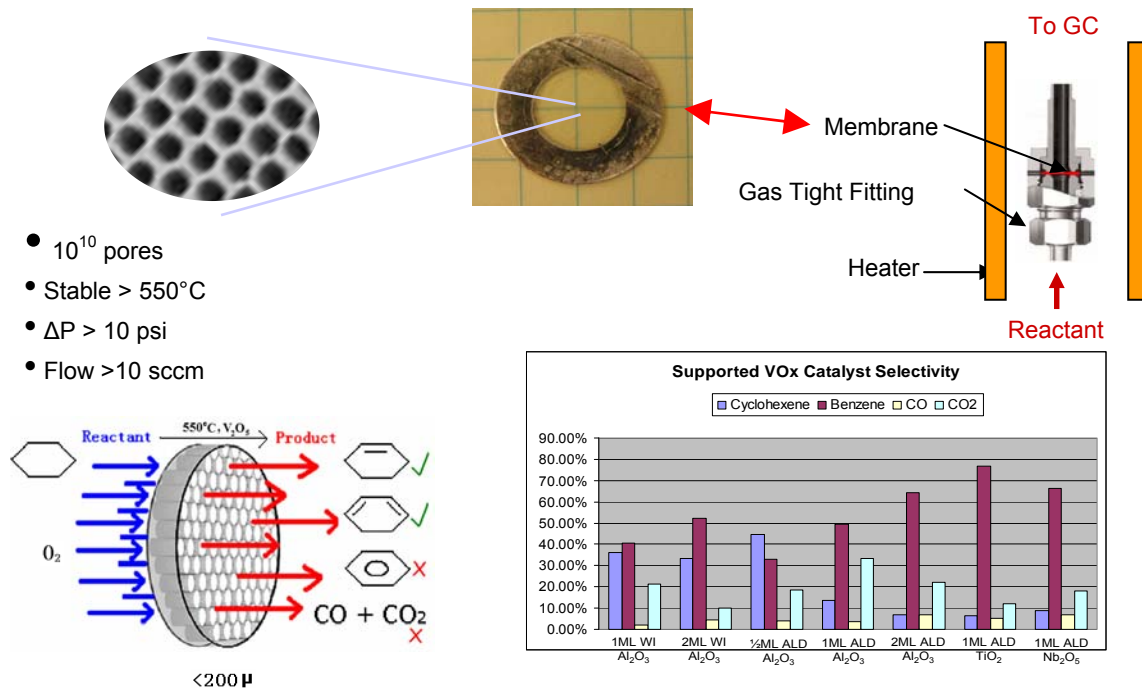 To GC
Membrane
Gas Tight Fitting
Heater
Reactant
• 10¹⁰ pores
• Stable > 550°C
• ΔP > 10 psi
• Flow >10 sccm
Reactant 550°C, V₂O₅ Product
O₂
CO + CO₂
<200 μ
Supported VOx Catalyst Selectivity
Cyclohexene Benzene CO CO2
90.00%
80.00%
70.00%
60.00%
50.00%
40.00%
30.00%
20.00%
10.00%
0.00%
1ML WI 2ML WI ½ML ALD 1ML ALD 2ML ALD 1ML ALD 1ML ALD
Al₂O₃ Al₂O₃ Al₂O₃ Al₂O₃ Al₂O₃ TiO₂ Nb₂O₅